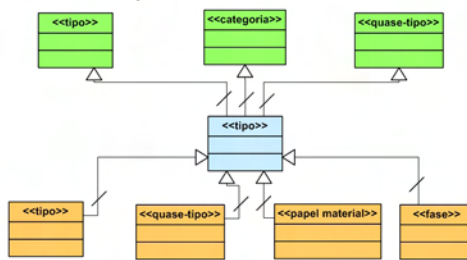 <<tipo>>
<<categoria>>
<<quase-tipo>>
<<tipo>>
<<tipo>>
<<quase-tipo>>
<<papel material>>
<<fase>>